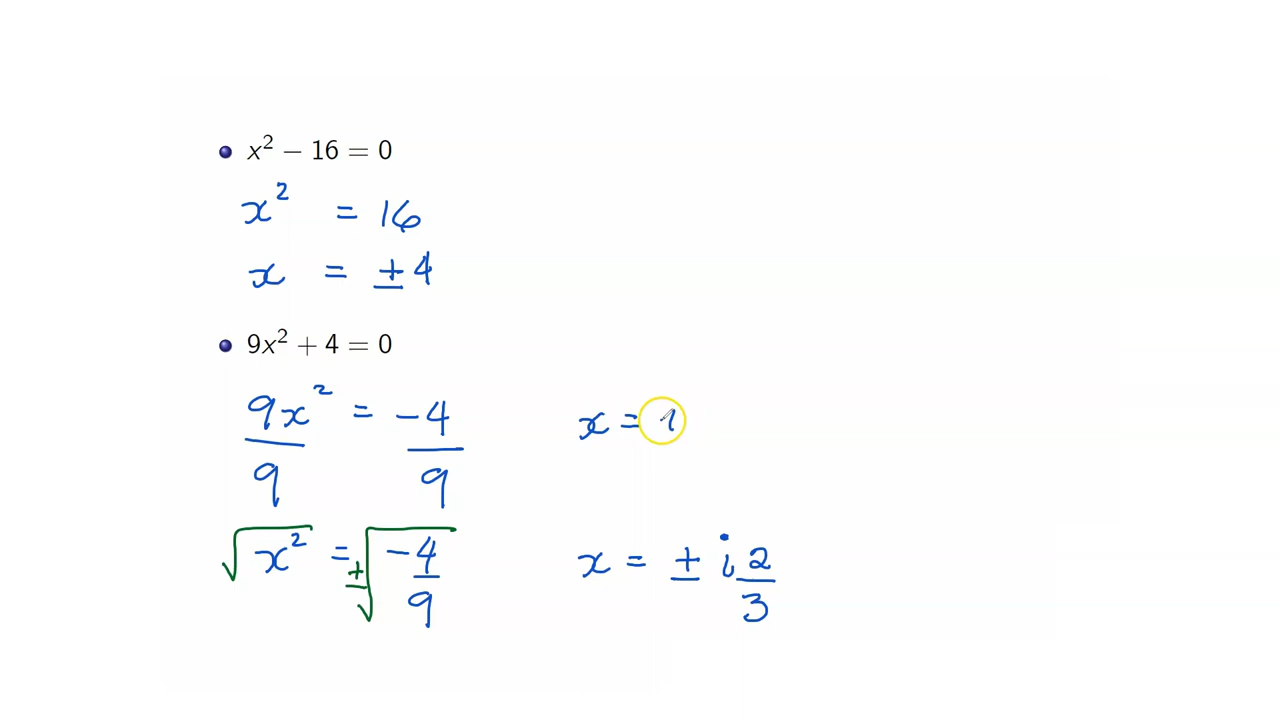 • x² − 16 = 0
x² = 16
x = ±4
• 9x² + 4 = 0
9x²/9 = −4/9
√x² = ±√(−4/9)
x =
x = ± i 2/3